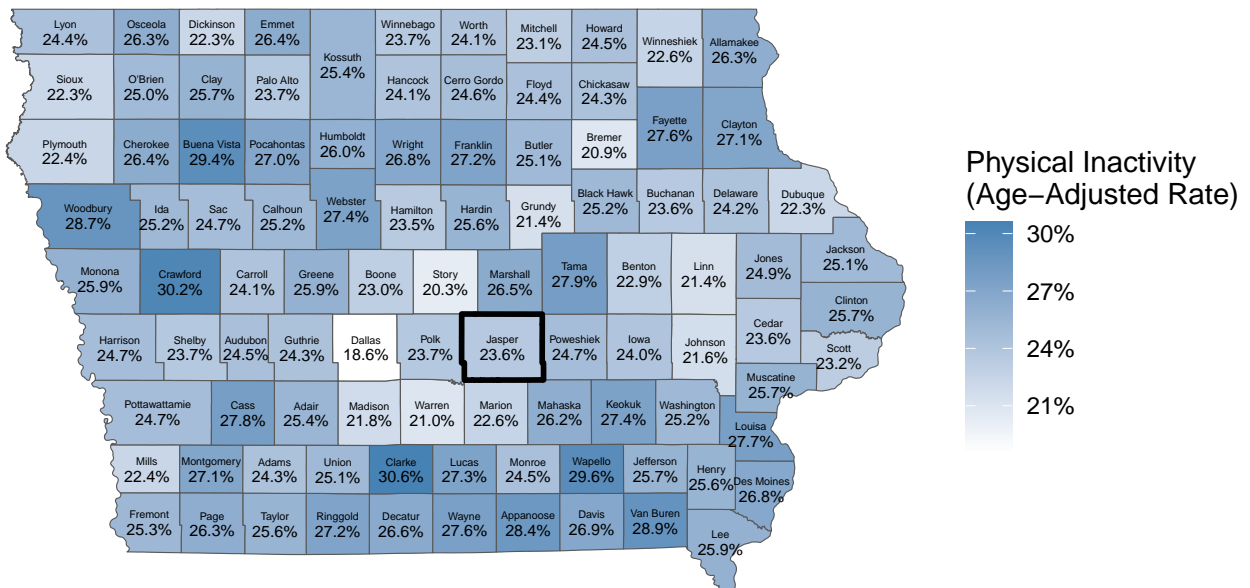 Lyon
24.4%
Osceola
26.3%
Dickinson
22.3%
Emmet
26.4%
Kossuth
25.4%
Winnebago
23.7%
Worth
24.1%
Mitchell
23.1%
Howard
24.5%
Winneshiek
22.6%
Allamakee
26.3%
Sioux
22.3%
O'Brien
25.0%
Clay
25.7%
Palo Alto
23.7%
Hancock
24.1%
Cerro Gordo
24.6%
Floyd
24.4%
Chickasaw
24.3%
Plymouth
22.4%
Cherokee
26.4%
Buena Vista
29.4%
Pocahontas
27.0%
Humboldt
26.0%
Wright
26.8%
Franklin
27.2%
Butler
25.1%
Bremer
20.9%
Fayette
27.6%
Clayton
27.1%
Woodbury
28.7%
Ida
25.2%
Sac
24.7%
Calhoun
25.2%
Webster
27.4%
Hamilton
23.5%
Hardin
25.6%
Grundy
21.4%
Black Hawk
25.2%
Buchanan
23.6%
Delaware
24.2%
Dubuque
22.3%
Monona
25.9%
Crawford
30.2%
Carroll
24.1%
Greene
25.9%
Boone
23.0%
Story
20.3%
Marshall
26.5%
Tama
27.9%
Benton
22.9%
Linn
21.4%
Jones
24.9%
Jackson
25.1%
Clinton
25.7%
Harrison
24.7%
Shelby
23.7%
Audubon
24.5%
Guthrie
24.3%
Dallas
18.6%
Polk
23.7%
Jasper
23.6%
Poweshiek
24.7%
Iowa
24.0%
Johnson
21.6%
Cedar
23.6%
Scott
23.2%
Muscatine
25.7%
Pottawattamie
24.7%
Cass
27.8%
Adair
25.4%
Madison
21.8%
Warren
21.0%
Marion
22.6%
Mahaska
26.2%
Keokuk
27.4%
Washington
25.2%
Louisa
27.7%
Mills
22.4%
Montgomery
27.1%
Adams
24.3%
Union
25.1%
Clarke
30.6%
Lucas
27.3%
Monroe
24.5%
Wapello
29.6%
Jefferson
25.7%
Henry
25.6%
Des Moines
26.8%
Fremont
25.3%
Page
26.3%
Taylor
25.6%
Ringgold
27.2%
Decatur
26.6%
Wayne
27.6%
Appanoose
28.4%
Davis
26.9%
Van Buren
28.9%
Lee
25.9%
Physical Inactivity
(Age−Adjusted Rate)
30%
27%
24%
21%